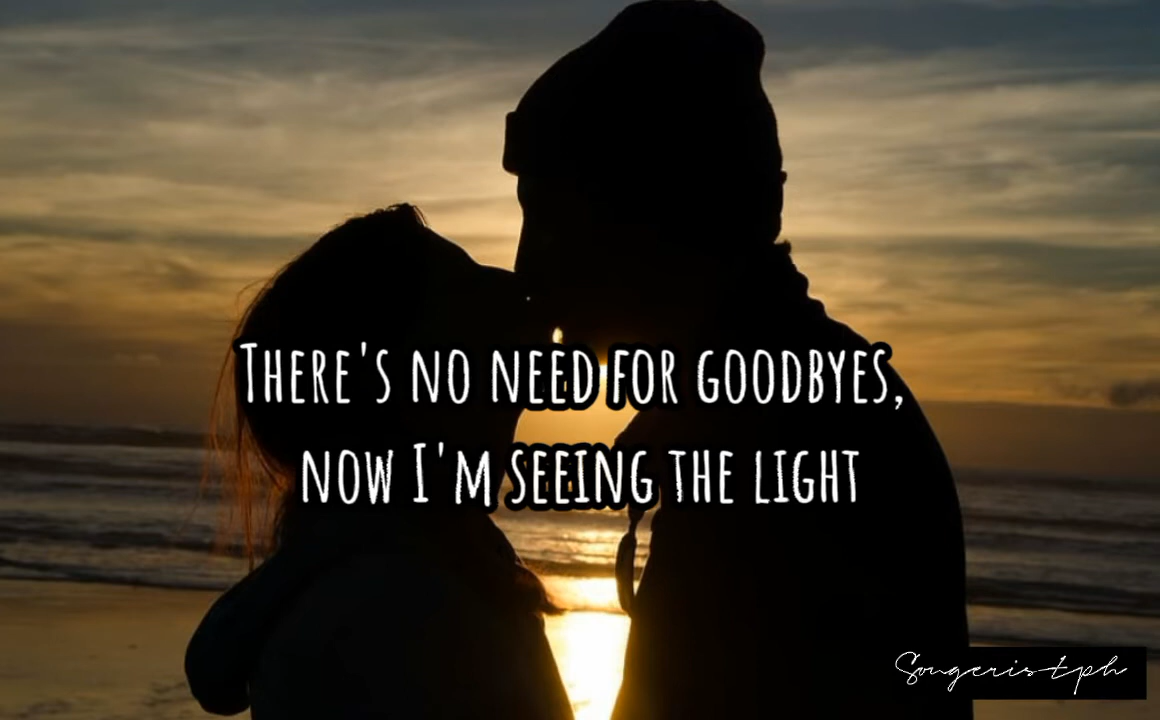 There's no need for goodbyes,
now I'm seeing the light
Songeristph